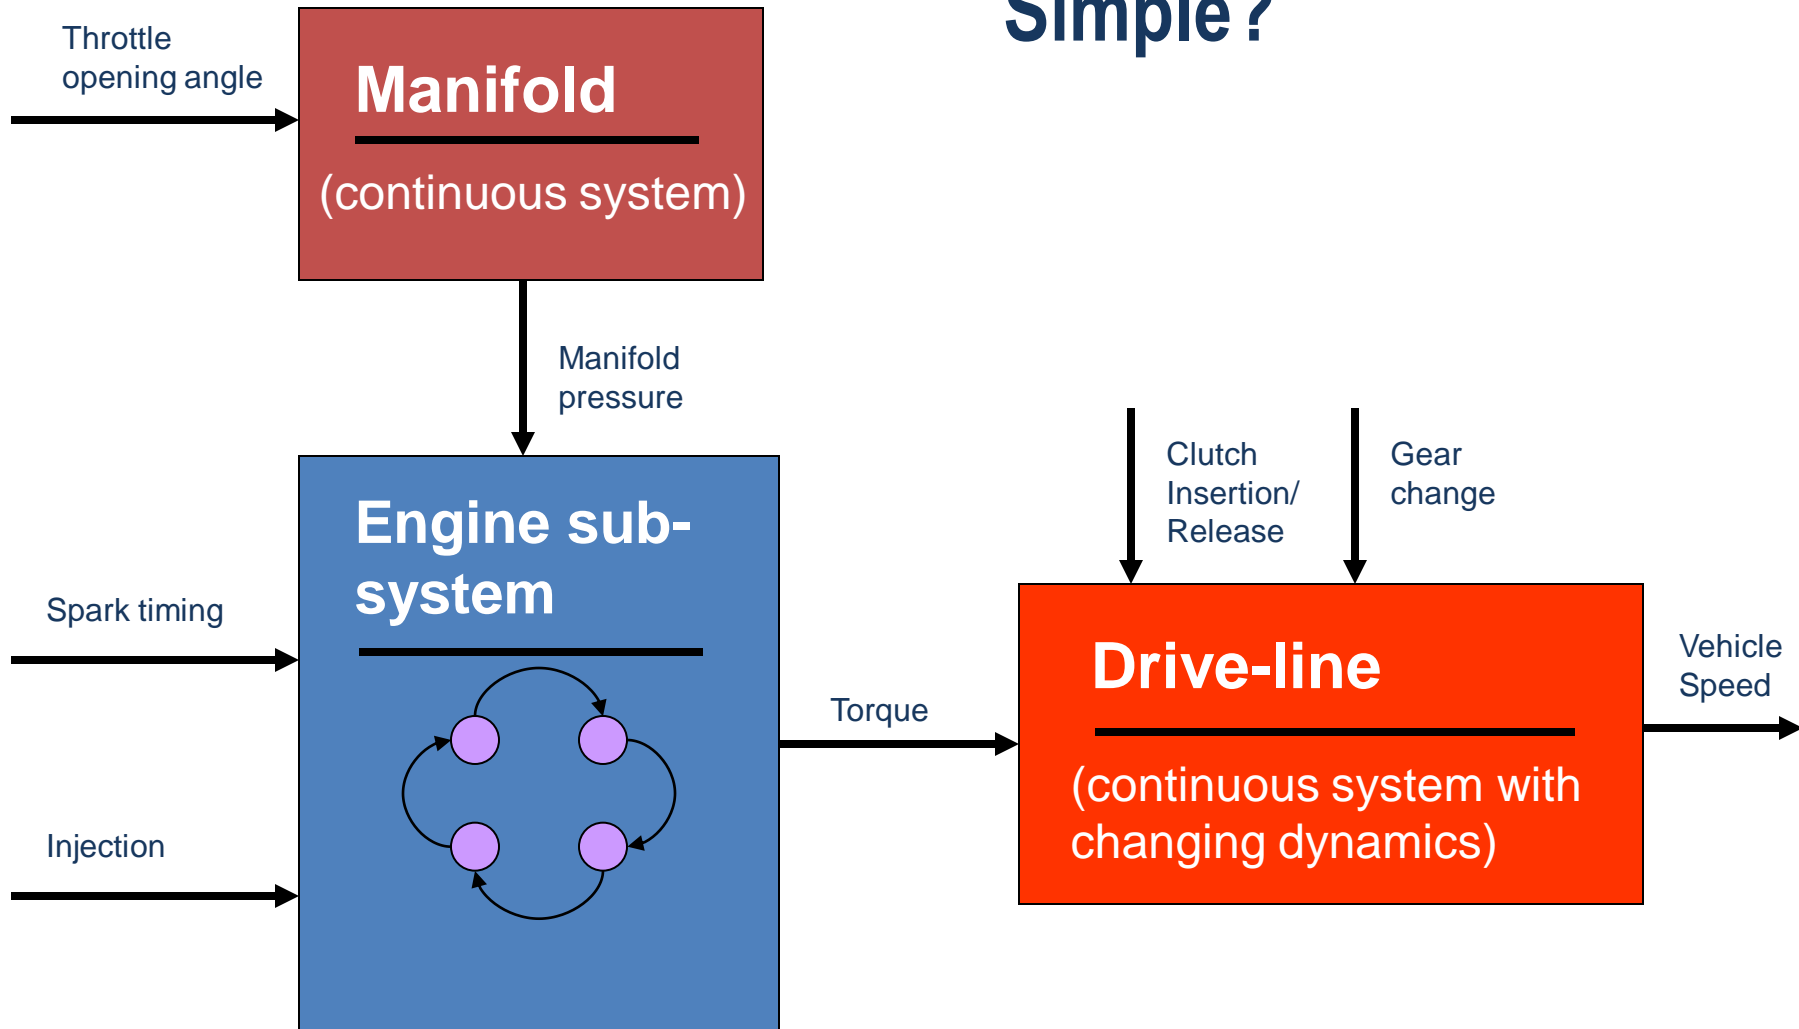 Simple?
Throttle
opening angle
Manifold
(continuous system)
Manifold
pressure
Clutch
Insertion/
Release
Gear
change
Engine sub-
system
Spark timing
Injection
Torque
Drive-line
(continuous system with
changing dynamics)
Vehicle
Speed